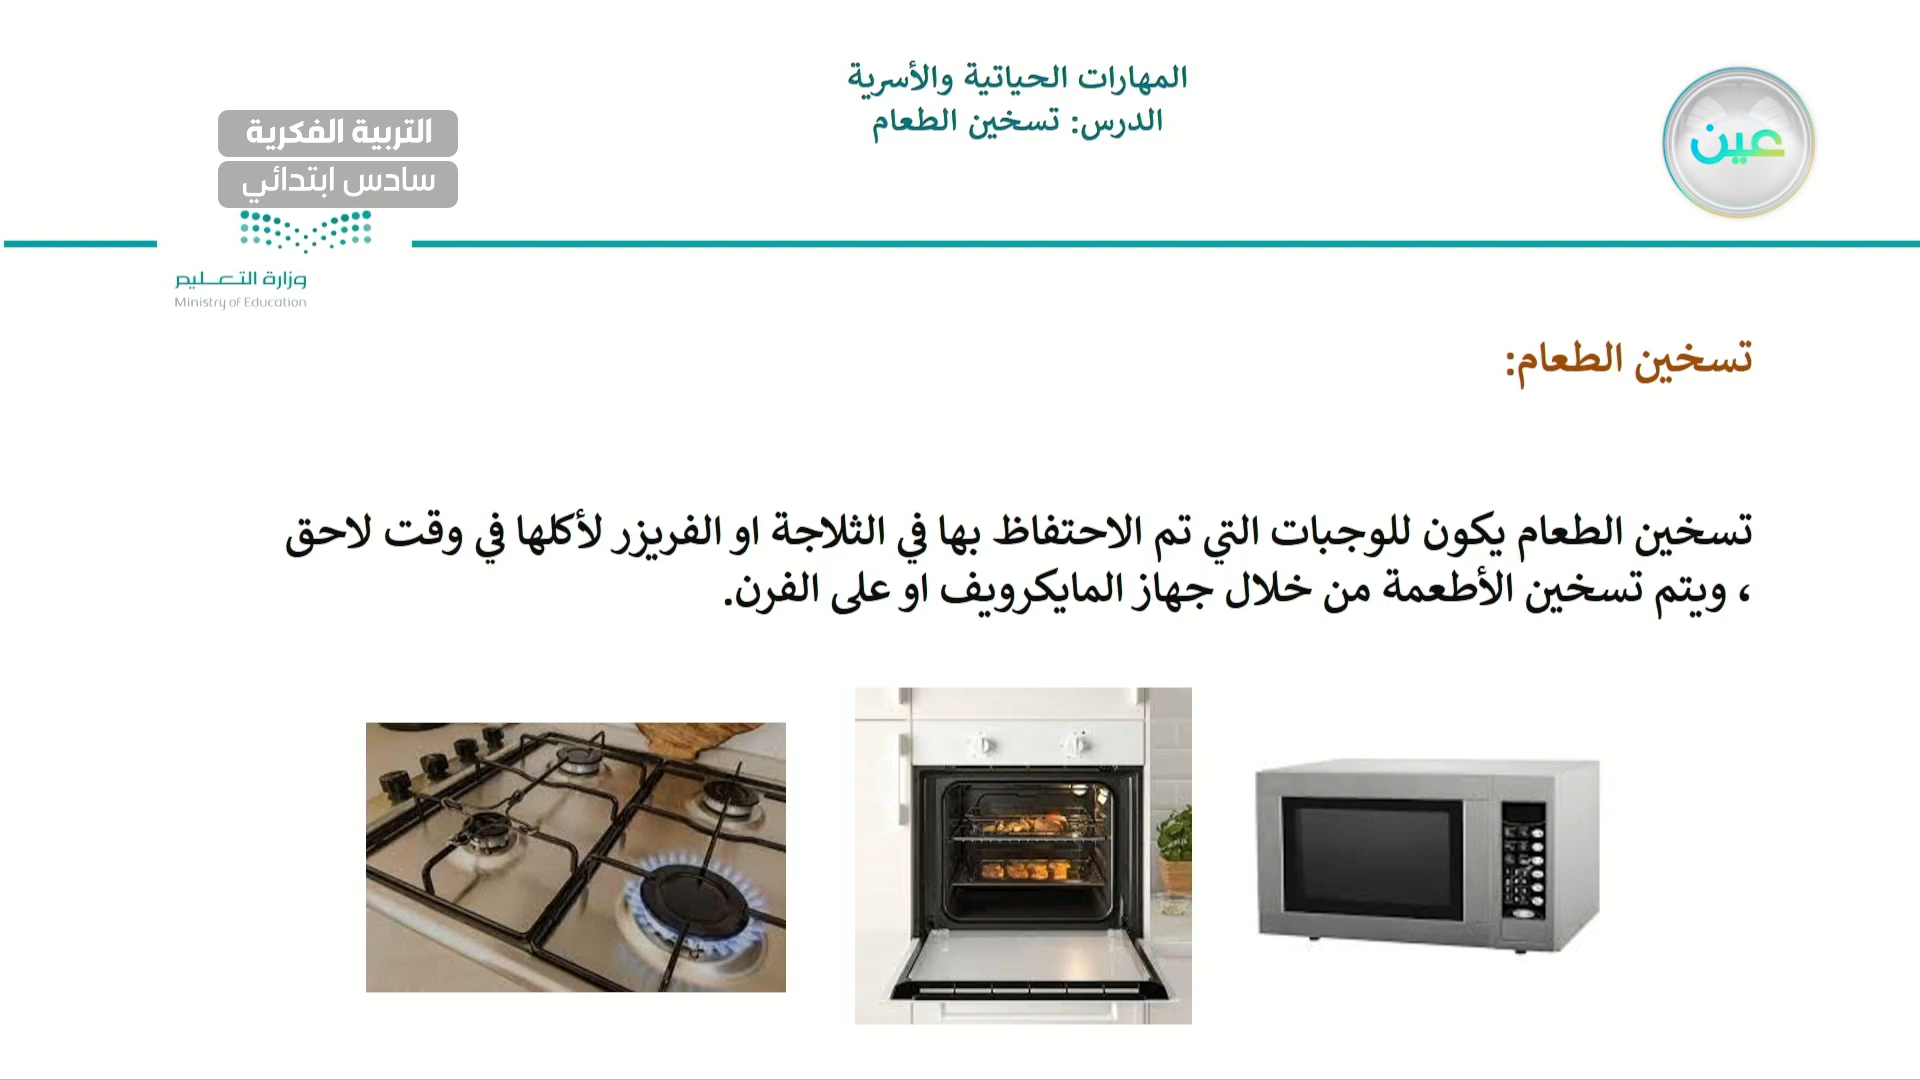 المهارات الحياتية والأسرية
الدرس: تسخين الطعام
عين
التربية الفكرية
سادس ابتدائي
وزارة التعليم
Ministry of Education
تسخين الطعام:
تسخين الطعام يكون للوجبات التي تم الاحتفاظ بها في الثلاجة او الفريزر لأكلها في وقت لاحق
، ويتم تسخين الأطعمة من خلال جهاز المايكرويف او على الفرن.